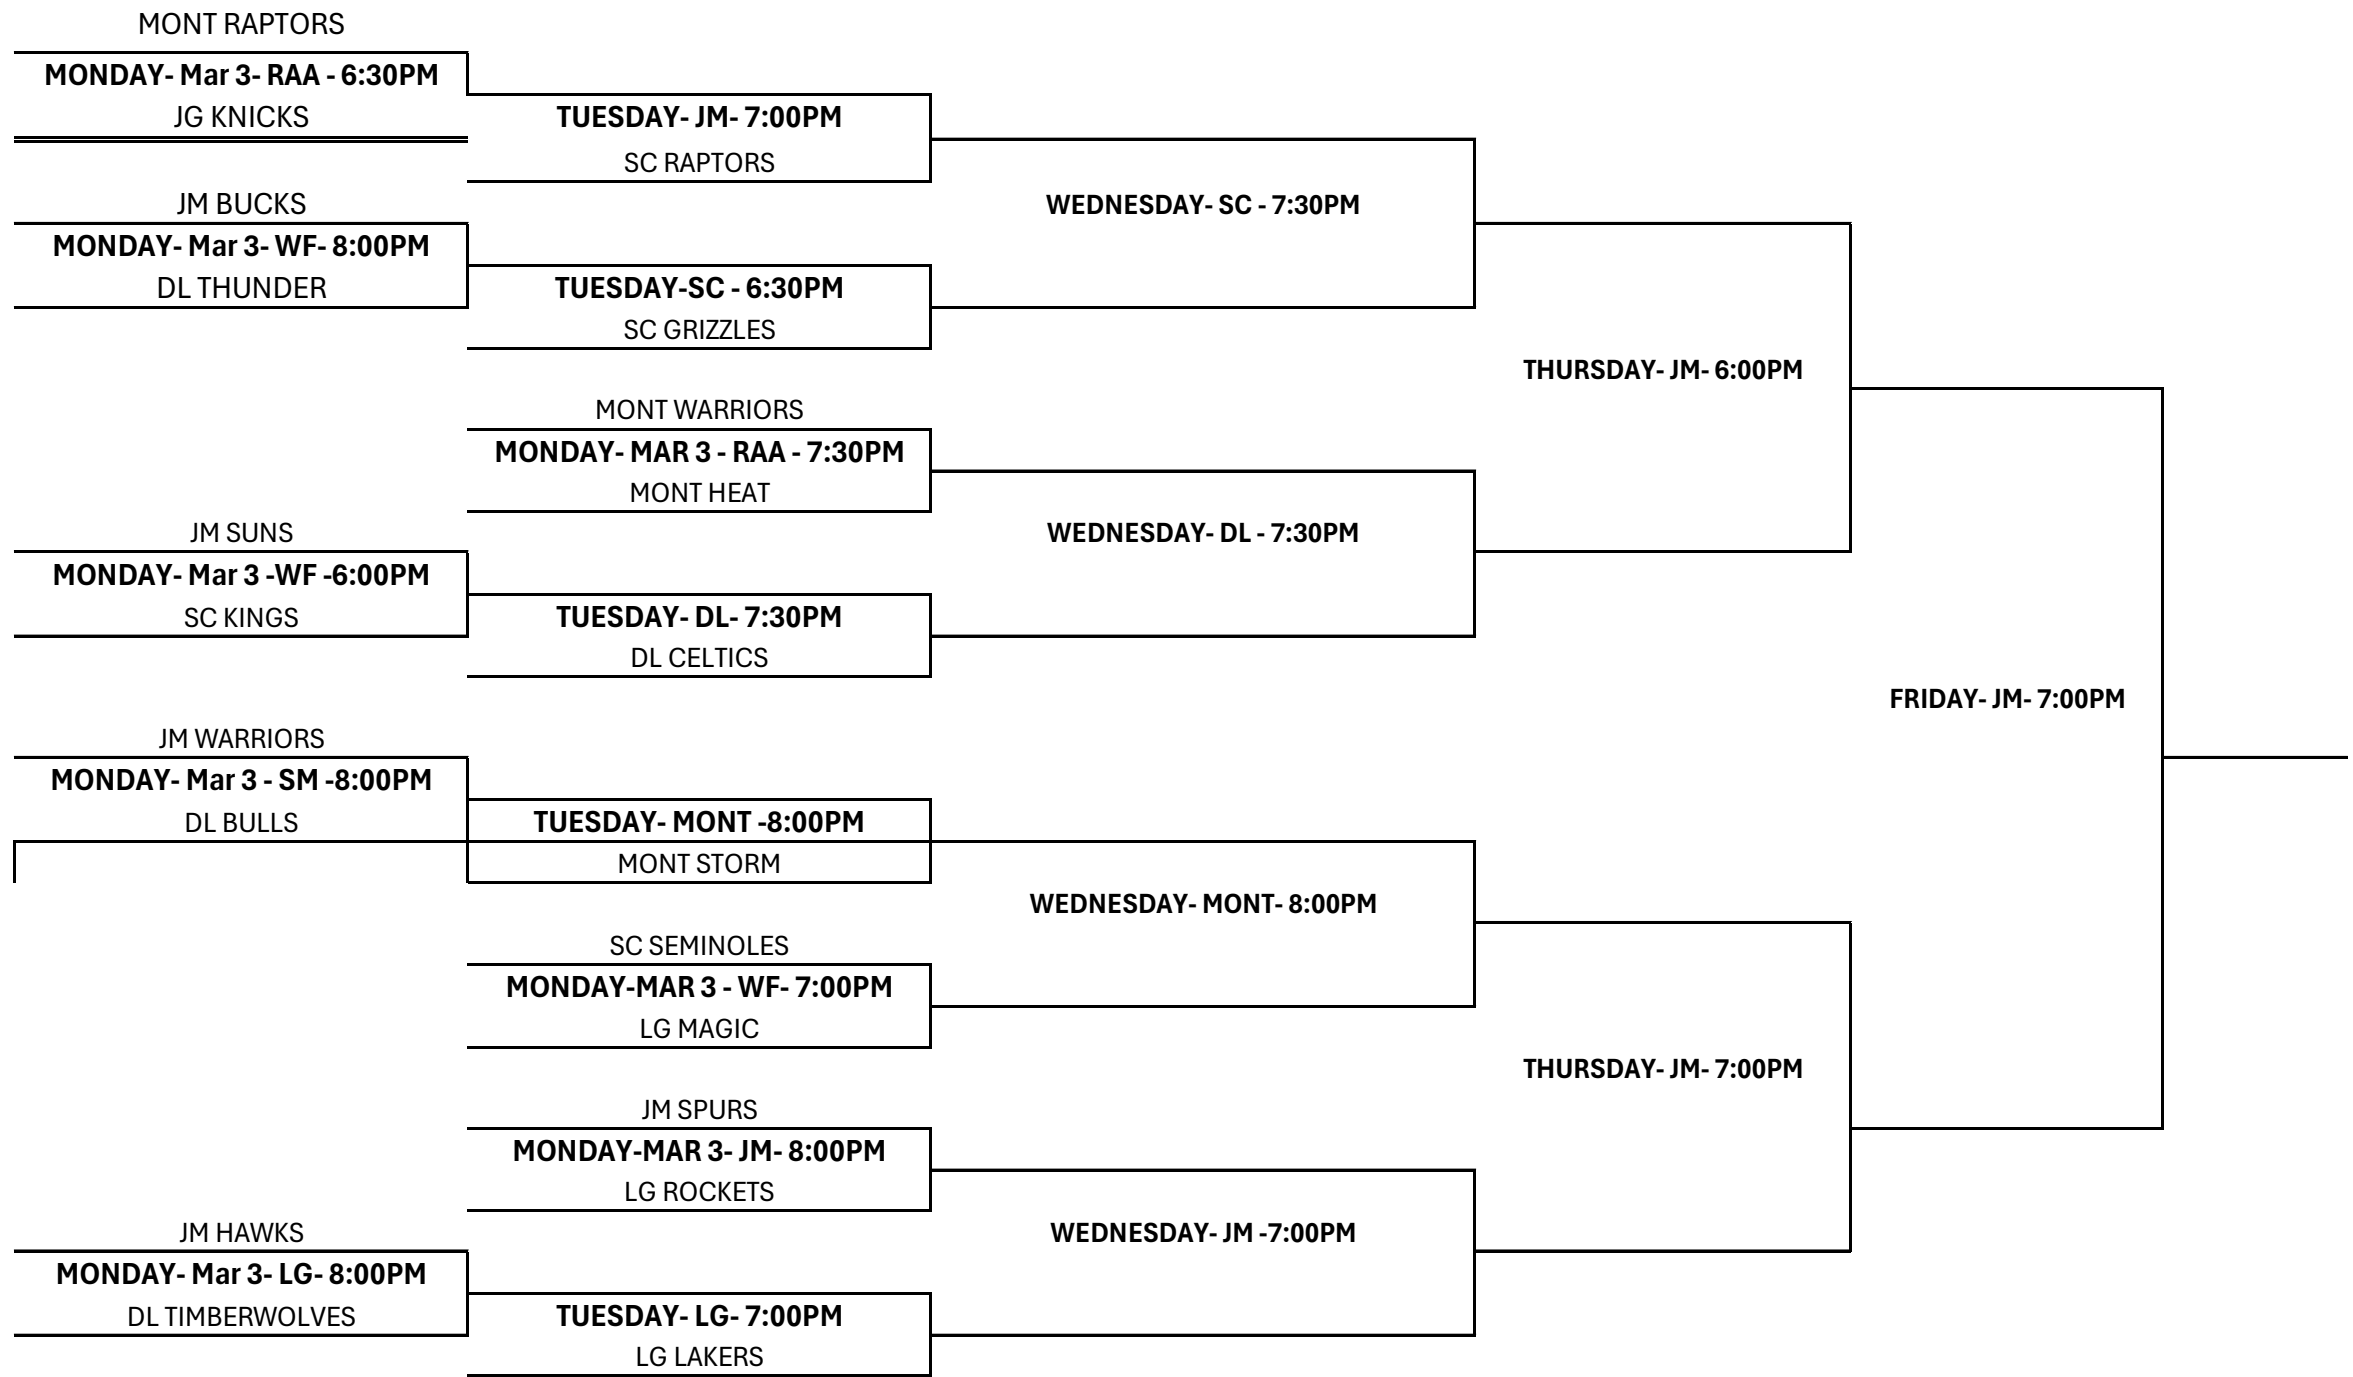 MONT RAPTORS
MONDAY- Mar 3- RAA - 6:30PM
JG KNICKS
TUESDAY- JM- 7:00PM
SC RAPTORS
JM BUCKS
WEDNESDAY- SC - 7:30PM
MONDAY- Mar 3- WF- 8:00PM
DL THUNDER
TUESDAY-SC - 6:30PM
SC GRIZZLES
THURSDAY- JM- 6:00PM
MONT WARRIORS
MONDAY- MAR 3 - RAA - 7:30PM
MONT HEAT
JM SUNS
WEDNESDAY- DL - 7:30PM
MONDAY- Mar 3 -WF -6:00PM
SC KINGS
TUESDAY- DL- 7:30PM
DL CELTICS
FRIDAY- JM- 7:00PM
JM WARRIORS
MONDAY- Mar 3 - SM -8:00PM
DL BULLS
TUESDAY- MONT -8:00PM
MONT STORM
WEDNESDAY- MONT- 8:00PM
SC SEMINOLES
MONDAY-MAR 3 - WF- 7:00PM
LG MAGIC
THURSDAY- JM- 7:00PM
JM SPURS
MONDAY-MAR 3- JM- 8:00PM
LG ROCKETS
JM HAWKS
WEDNESDAY- JM -7:00PM
MONDAY- Mar 3- LG- 8:00PM
DL TIMBERWOLVES
TUESDAY- LG- 7:00PM
LG LAKERS